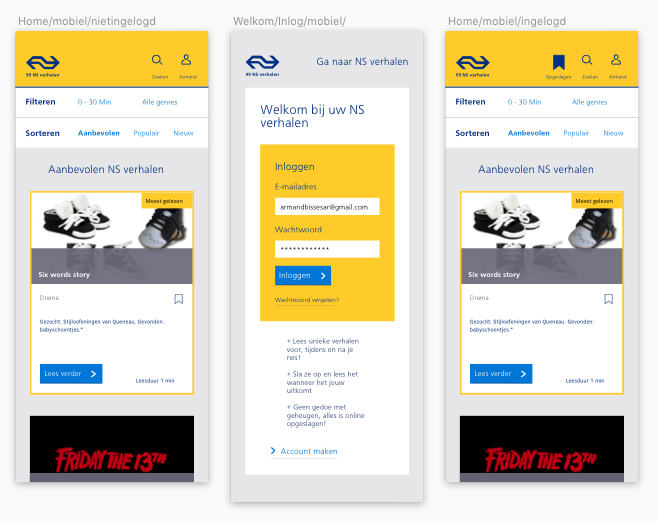 Home/mobiel/nietingelogd
99 NS verhalen
Zoeken
Armand
Filteren
0 - 30 Min
Alle genres
Sorteren
Aanbevolen
Populair
Nieuw
Aanbevolen NS verhalen
Meest gelezen
Six words story
Drama
Gezocht: Stijloefeningen van Queneau. Gevonden:
babyschoentjes."
Lees verder
Leesduur 1 min
FRIDAY THE 13TH
Welkom/Inlog/mobiel/
99 NS verhalen
Ga naar NS verhalen
Welkom bij uw NS
verhalen
Inloggen
E-mailadres
armandbissesar@gmail.com
Wachtwoord
************
Inloggen
Wachtwoord vergeten?
+ Lees unieke verhalen
voor, tijdens en na je
reis!
+ Sla ze op en lees het
wanneer het jouw
uitkomt
+ Geen gedoe met
geheugen, alles is online
opgeslagen!
Account maken
Home/mobiel/ingelogd
99 NS verhalen
Opgeslagen
Zoeken
Armand
Filteren
0 - 30 Min
Alle genres
Sorteren
Aanbevolen
Populair
Nieuw
Aanbevolen NS verhalen
Meest gelezen
Six words story
Drama
Gezocht: Stijloefeningen van Queneau. Gevonden:
babyschoentjes."
Lees verder
Leesduur 1 min
FRIDAY THE 13TH